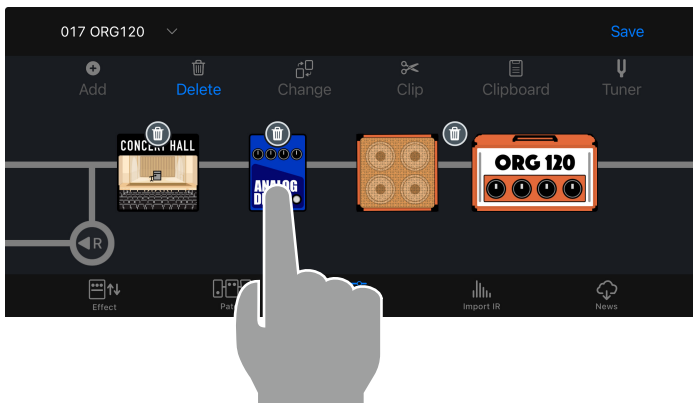 017 ORG120
Save
Add
Delete
Change
Clip
Clipboard
Tuner
CONCERT HALL
ANALOG
ORG 120
R
Effect
Import IR
News